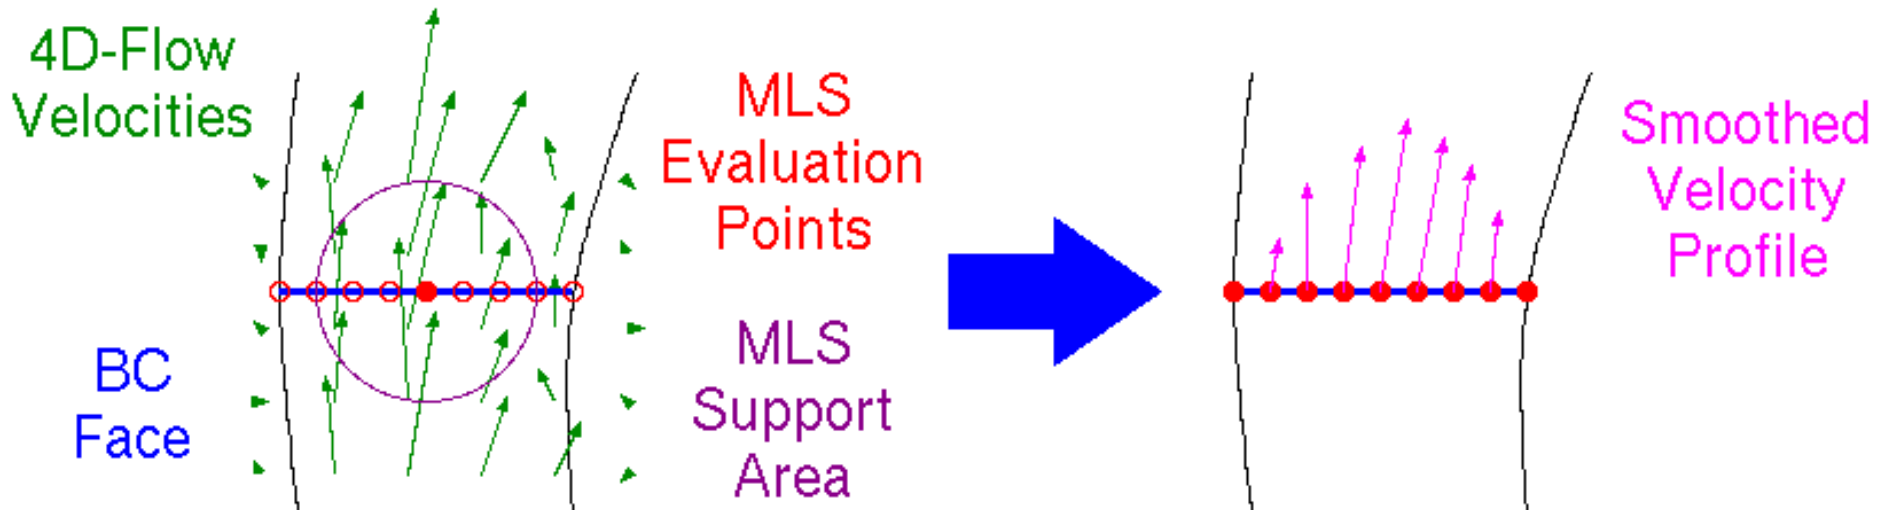 4D-Flow
Velocities
BC
Face
MLS
Evaluation
Points
MLS
Support
Area
Smoothed
Velocity
Profile